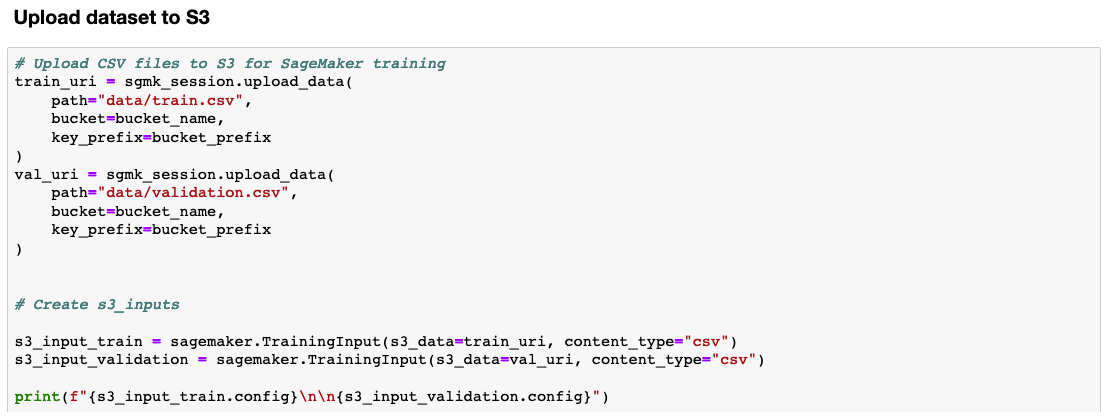 Upload dataset to S3
# Upload CSV files to S3 for SageMaker training
train_uri = sgmk_session.upload_data(
    path="data/train.csv",
    bucket=bucket_name,
    key_prefix=bucket_prefix
)
val_uri = sgmk_session.upload_data(
    path="data/validation.csv",
    bucket=bucket_name,
    key_prefix=bucket_prefix
)
# Create s3_inputs
s3_input_train = sagemaker.TrainingInput(s3_data=train_uri, content_type="csv")
s3_input_validation = sagemaker.TrainingInput(s3_data=val_uri, content_type="csv")
print(f"{s3_input_train.config}\n\n{s3_input_validation.config}")